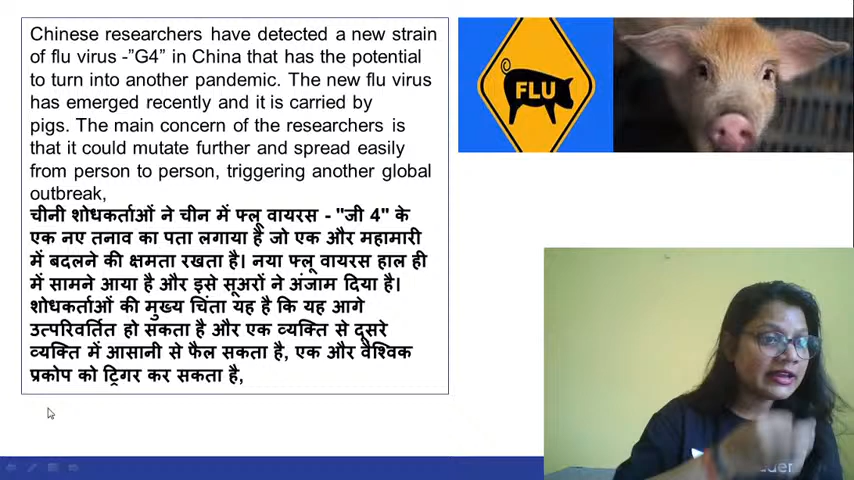 Chinese researchers have detected a new strain
of flu virus -”G4” in China that has the potential
to turn into another pandemic. The new flu virus
has emerged recently and it is carried by
pigs. The main concern of the researchers is
that it could mutate further and spread easily
from person to person, triggering another global
outbreak,
चीनी शोधकर्ताओं ने चीन में फ्लू वायरस - "जी 4" के
एक नए तनाव का पता लगाया है जो एक और महामारी
में बदलने की क्षमता रखता है। नया फ्लू वायरस हाल ही
में सामने आया है और इसे सूअरों ने अंजाम दिया है।
शोधकर्ताओं की मुख्य चिंता यह है कि यह आगे
उत्परिवर्तित हो सकता है और एक व्यक्ति से दूसरे
व्यक्ति में आसानी से फैल सकता है, एक और वैश्विक
प्रकोप को ट्रिगर कर सकता है,
FLU